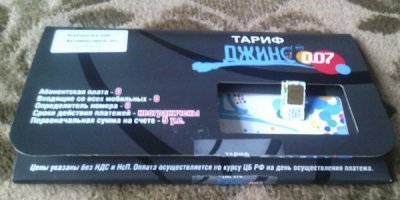 ТАРИФ
ДЖИНС 0.07
Абонентская плата - 0
Входящие со всех мобильных - 0
Определитель номера - 0
Сроки действия платежей - неограничены
Первоначальная сумма на счете - 5 у.е.
Цены указаны без НДС и НсП. Оплата осуществляется по курсу ЦБ РФ на день осуществления платежа.
ТАРИФ